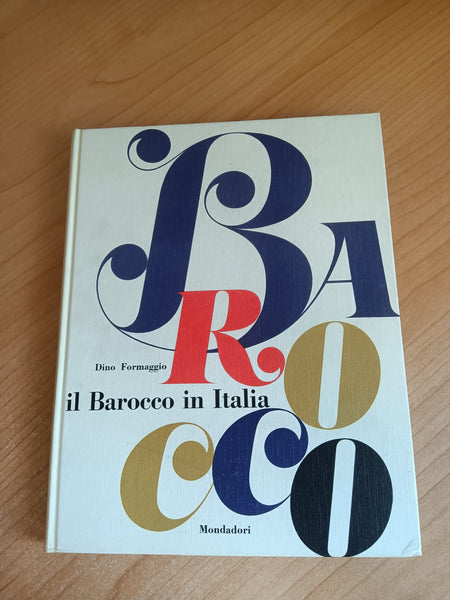 BA
RO
Dino Formaggio
il Barocco in Italia
CCO
Mondadori